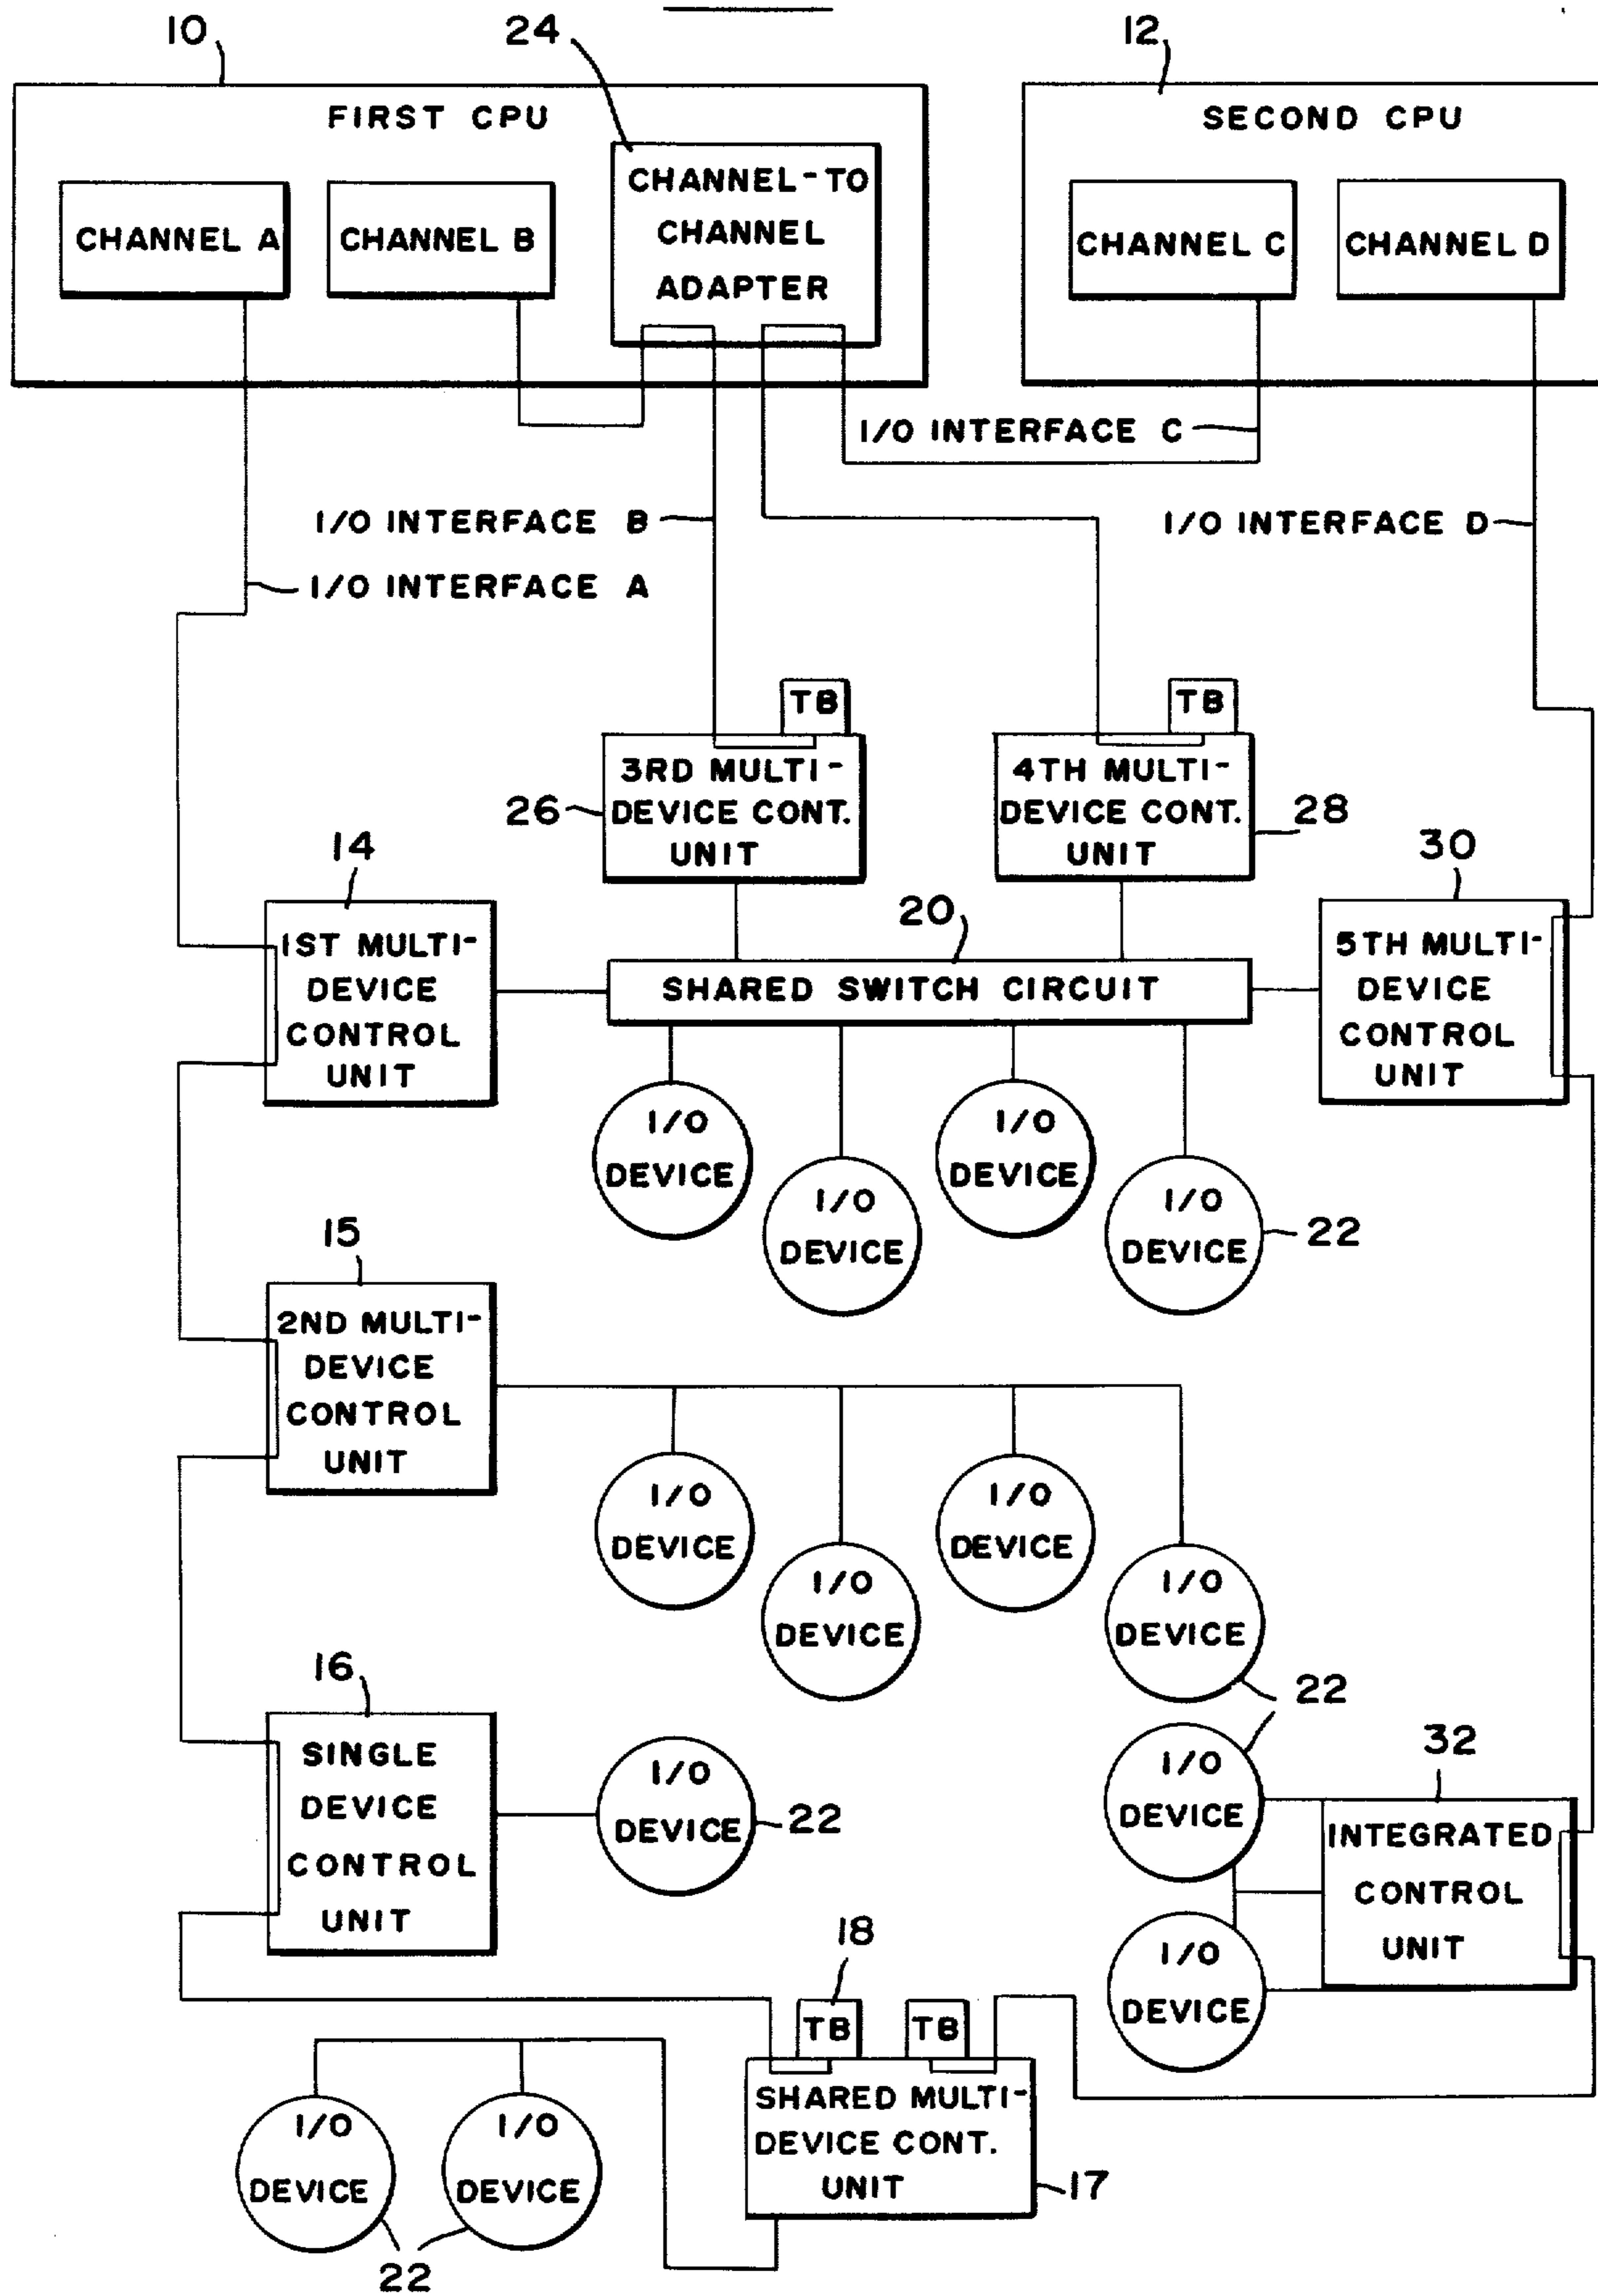 10
24
12
FIRST CPU
SECOND CPU
CHANNEL A
CHANNEL B
CHANNEL-TO
CHANNEL
ADAPTER
CHANNEL C
CHANNEL D
I/O INTERFACE C
I/O INTERFACE B
I/O INTERFACE D
I/O INTERFACE A
TB
TB
3RD MULTI-
DEVICE CONT.
UNIT
26
4TH MULTI-
DEVICE CONT.
UNIT
28
14
1ST MULTI-
DEVICE
CONTROL
UNIT
20
SHARED SWITCH CIRCUIT
30
5TH MULTI-
DEVICE
CONTROL
UNIT
I/O
DEVICE
I/O
DEVICE
I/O
DEVICE
I/O
DEVICE
22
15
2ND MULTI-
DEVICE
CONTROL
UNIT
I/O
DEVICE
I/O
DEVICE
I/O
DEVICE
I/O
DEVICE
22
16
SINGLE
DEVICE
CONTROL
UNIT
I/O
DEVICE
22
I/O
DEVICE
I/O
DEVICE
32
INTEGRATED
CONTROL
UNIT
18
TB
TB
SHARED MULTI-
DEVICE CONT.
UNIT
17
I/O
DEVICE
I/O
DEVICE
22